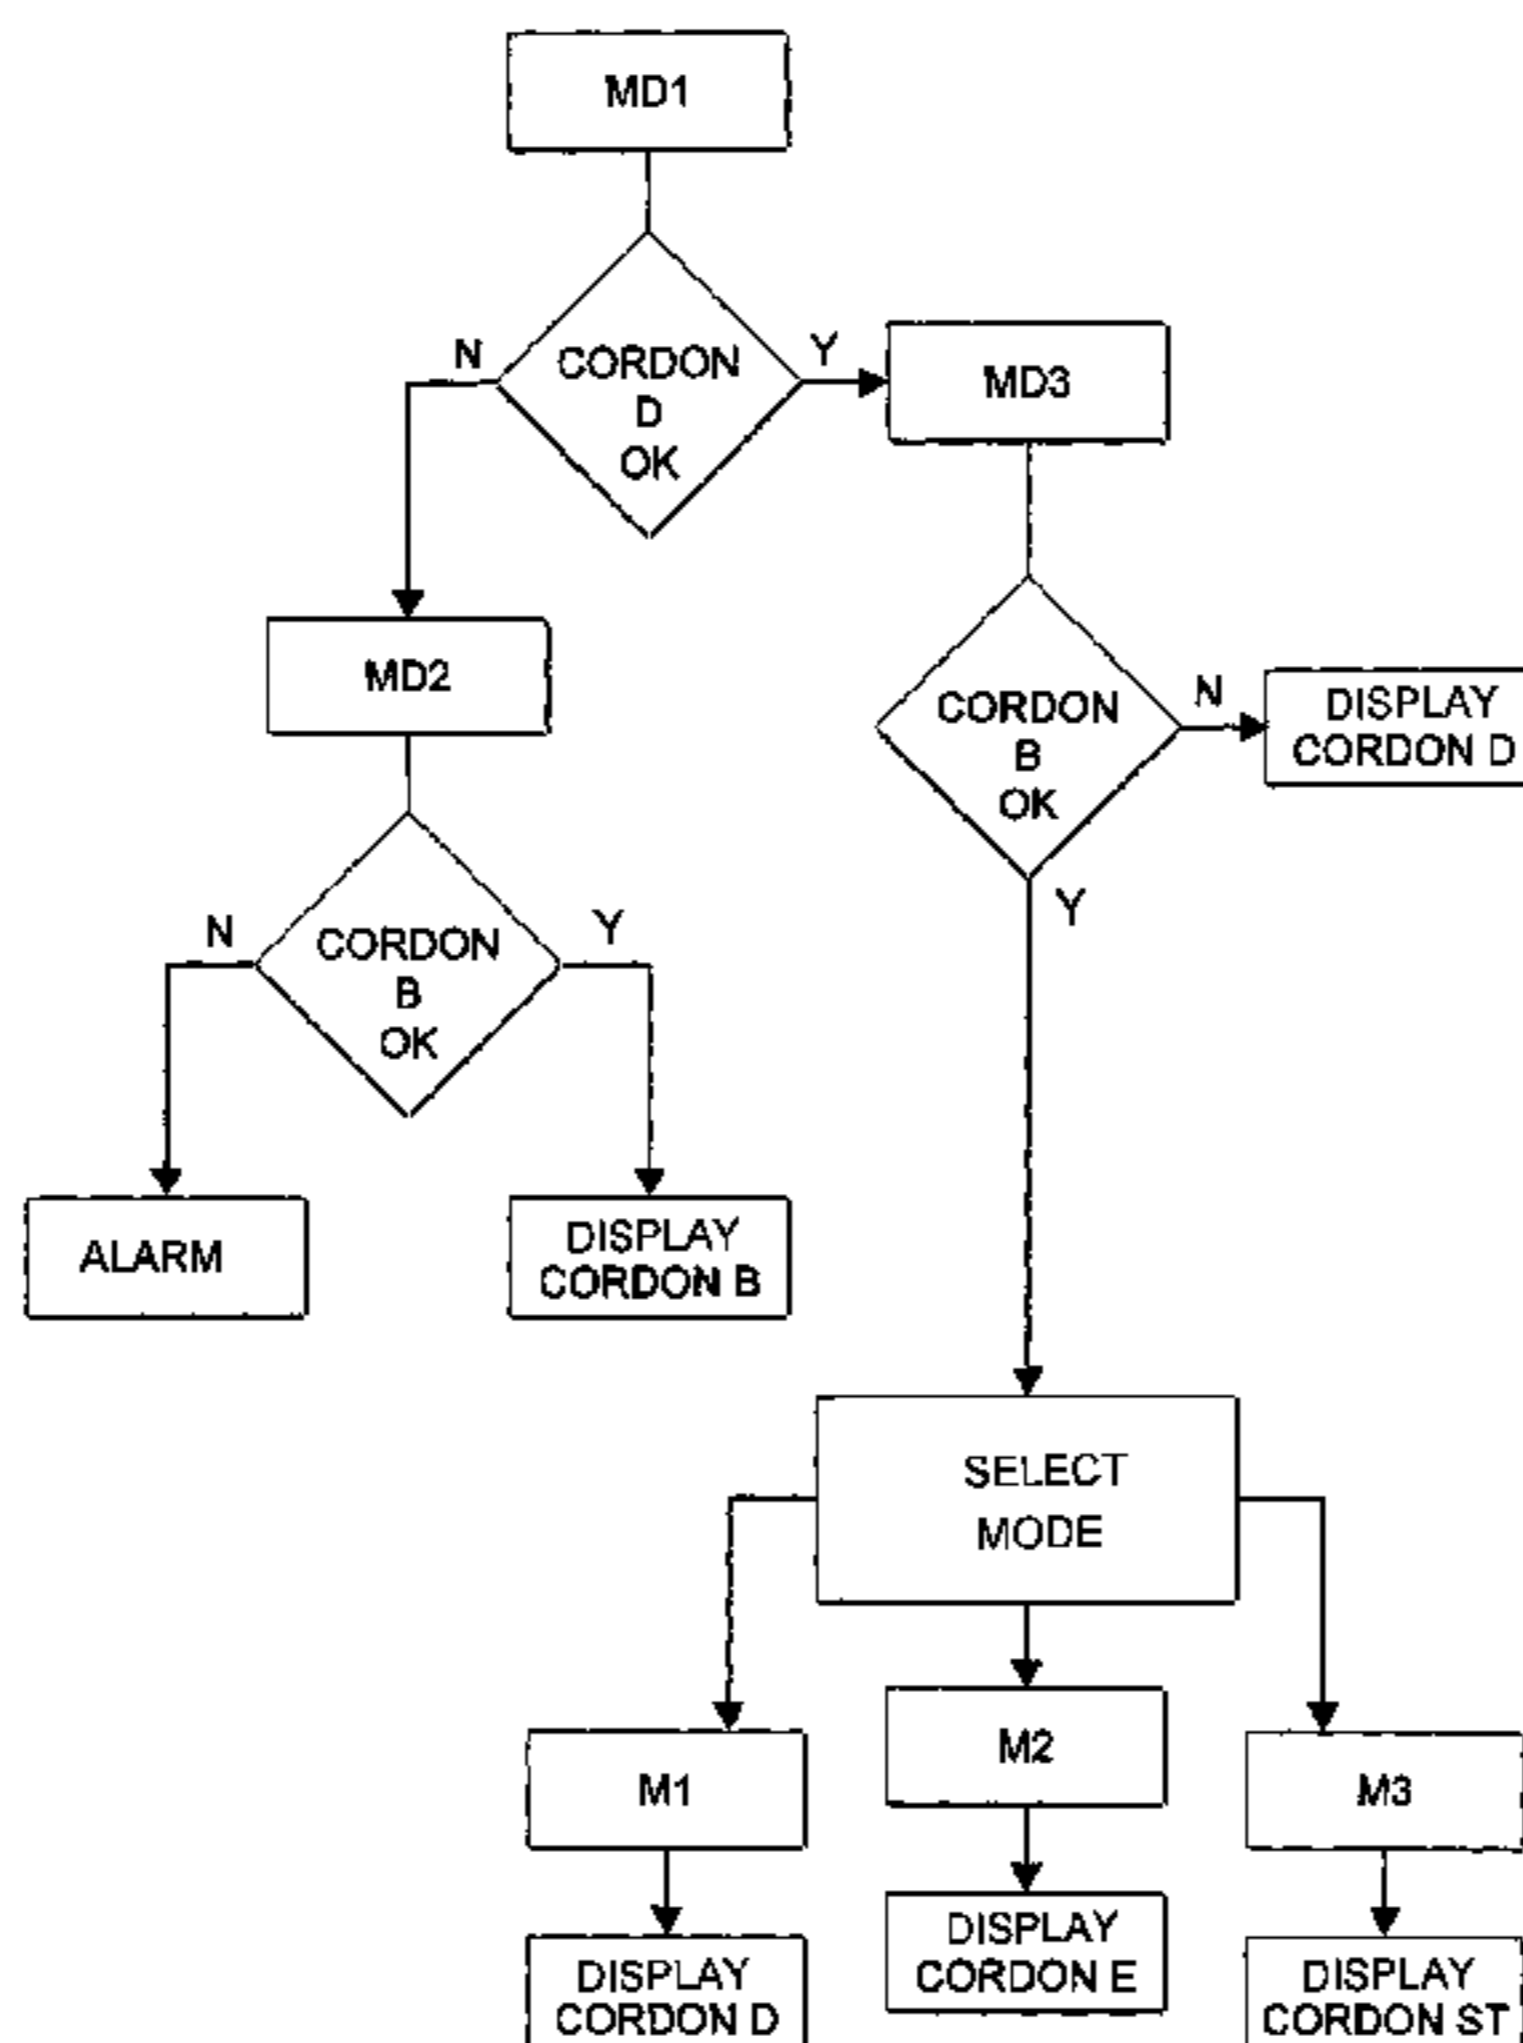 MD1
N
CORDON
D
OK
Y
MD3
MD2
CORDON
B
OK
N
DISPLAY
CORDON D
Y
N
CORDON
B
OK
Y
ALARM
DISPLAY
CORDON B
SELECT
MODE
M1
M2
M3
DISPLAY
CORDON D
DISPLAY
CORDON E
DISPLAY
CORDON ST